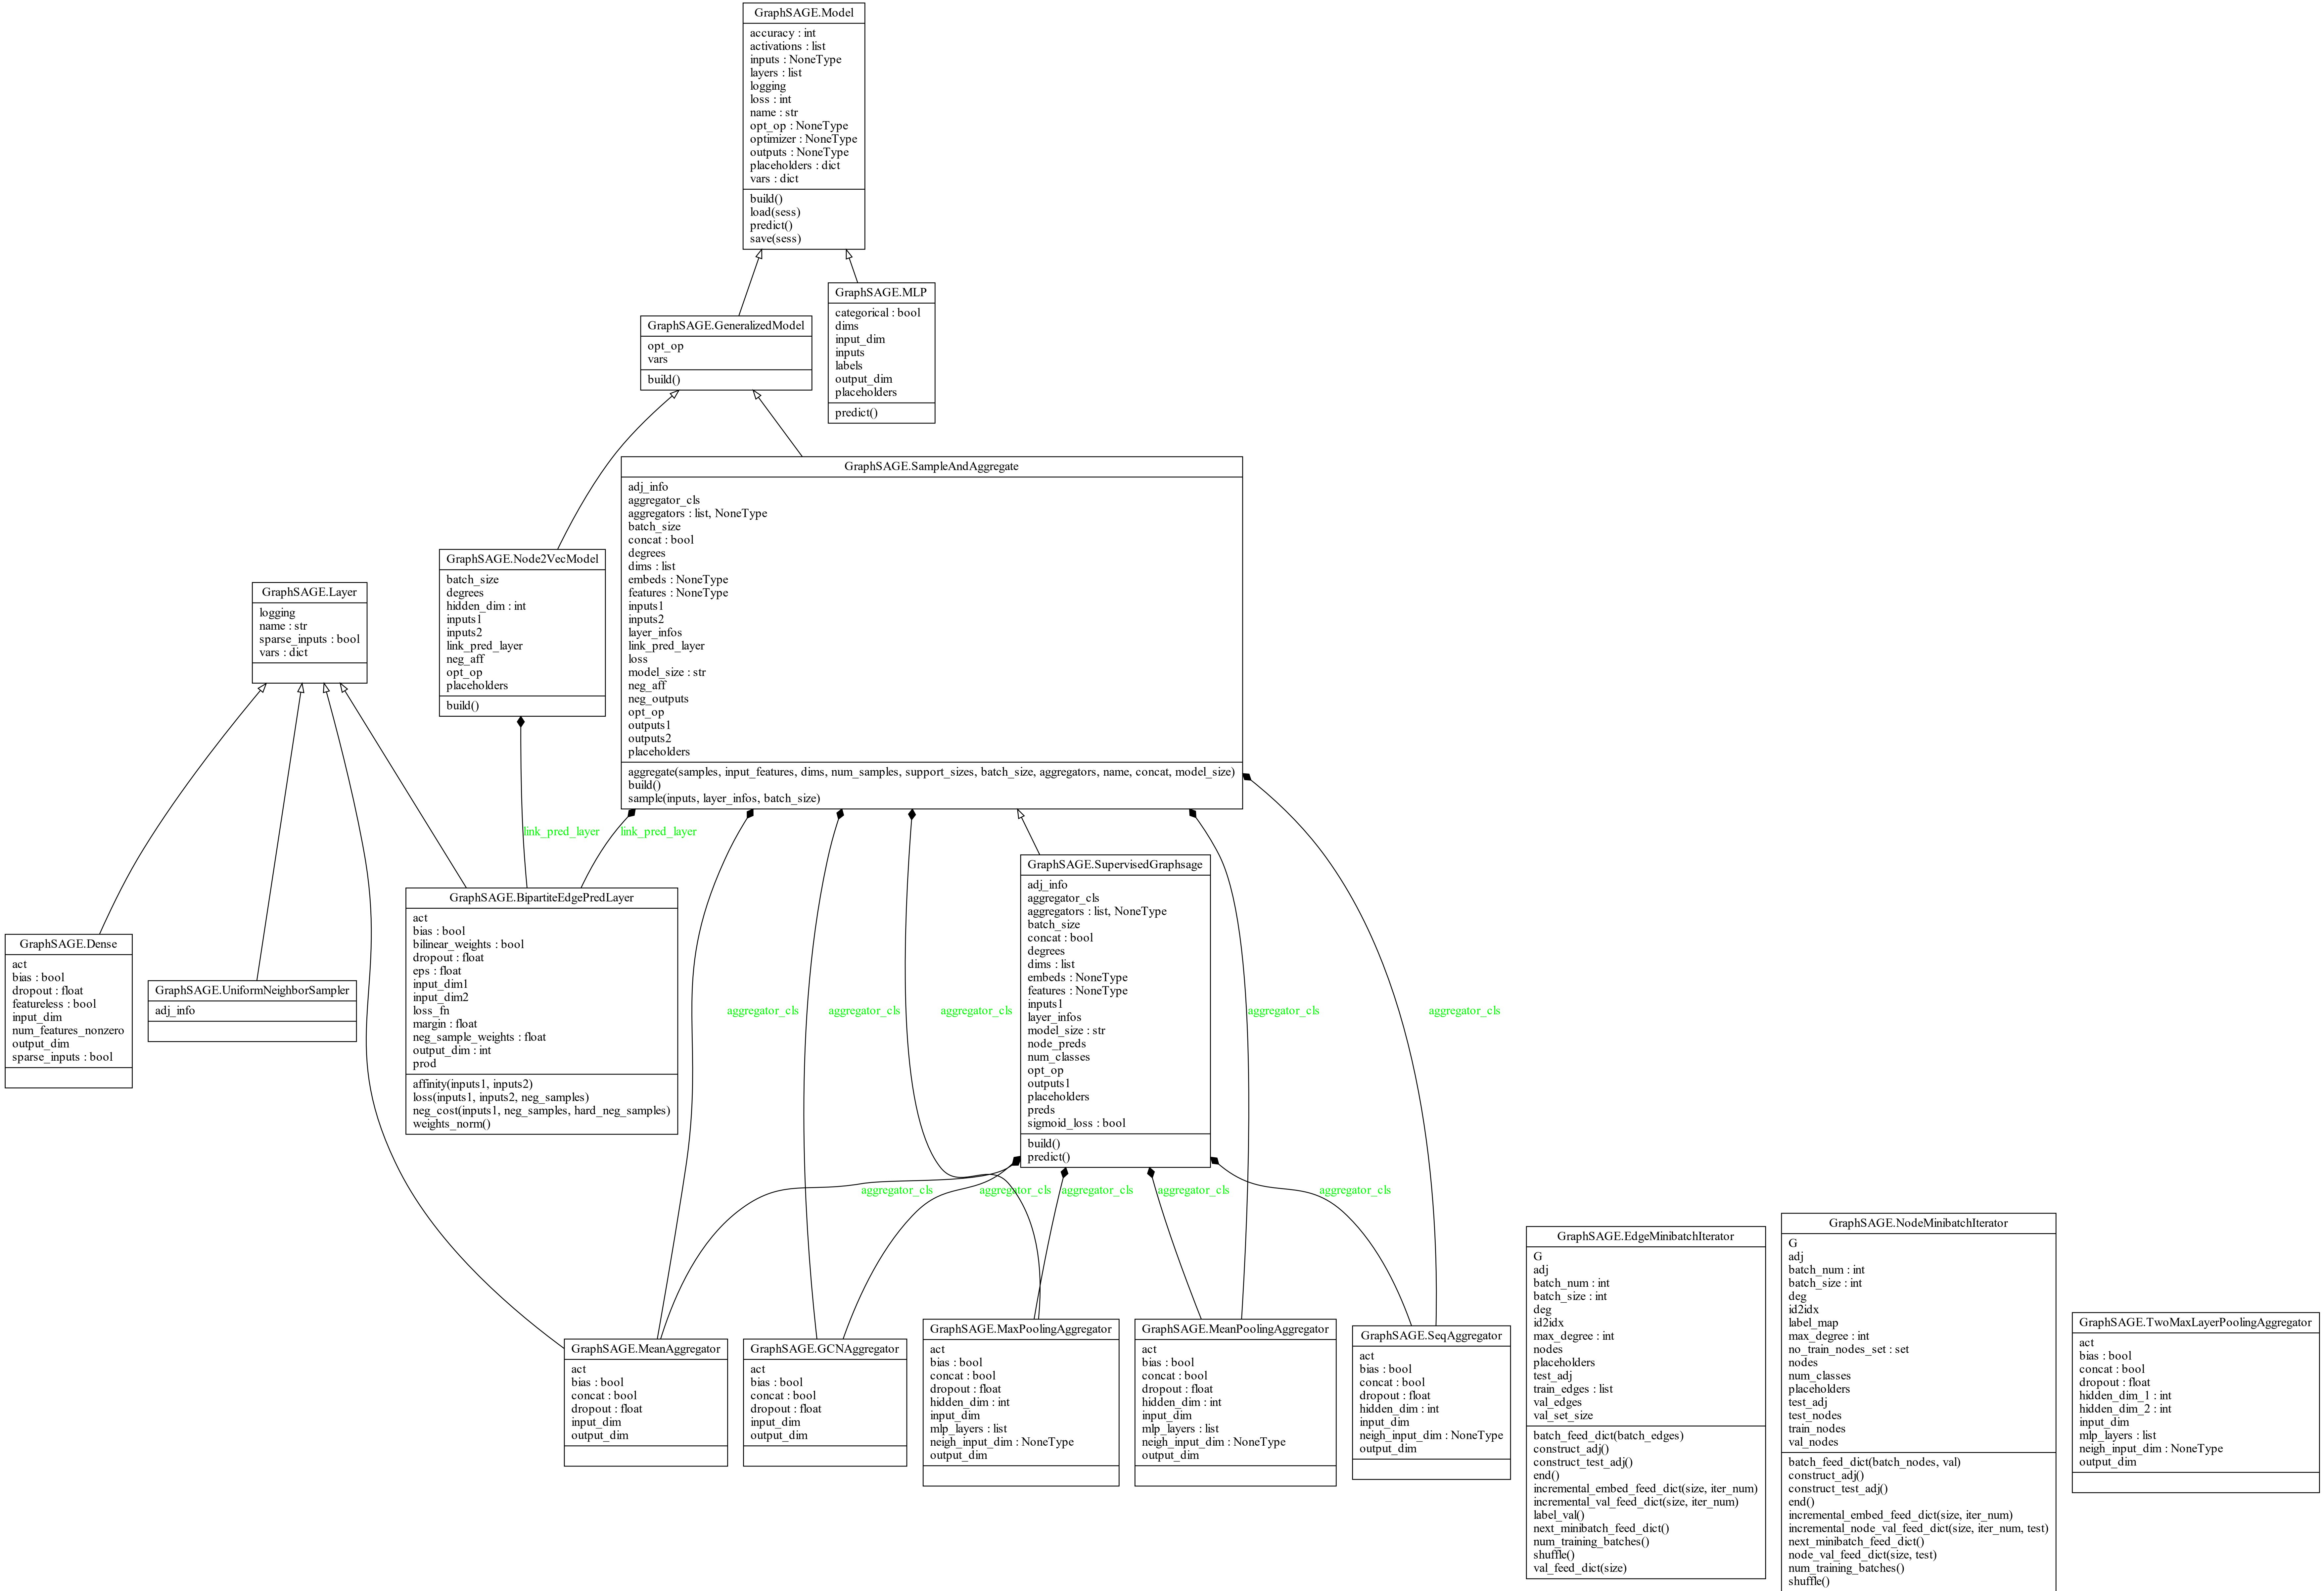 GraphSAGE.Model
accuracy : int
activations : list
inputs : NoneType
layers : list
logging
loss : int
name : str
opt_op : NoneType
optimizer : NoneType
outputs : NoneType
placeholders : dict
vars : dict
build()
load(sess)
predict()
save(sess)
GraphSAGE.MLP
categorical : bool
dims
input_dim
inputs
labels
output_dim
placeholders
predict()
GraphSAGE.GeneralizedModel
opt_op
vars
build()
GraphSAGE.SampleAndAggregate
adj_info
aggregator_cls
aggregators : list, NoneType
batch_size
concat : bool
degrees
dims : list
embeds : NoneType
features : NoneType
inputs1
inputs2
layer_infos
link_pred_layer
loss
model_size : str
neg_aff
neg_outputs
opt_op
outputs1
outputs2
placeholders
aggregate(samples, input_features, dims, num_samples, support_sizes, batch_size, aggregators, name, concat, model_size)
build()
sample(inputs, layer_infos, batch_size)
GraphSAGE.Node2VecModel
batch_size
degrees
hidden_dim : int
inputs1
inputs2
link_pred_layer
neg_aff
opt_op
placeholders
build()
GraphSAGE.Layer
logging
name : str
sparse_inputs : bool
vars : dict
link_pred_layer
link_pred_layer
GraphSAGE.SupervisedGraphsage
adj_info
aggregator_cls
aggregators : list, NoneType
batch_size
concat : bool
degrees
dims : list
embeds : NoneType
features : NoneType
inputs1
layer_infos
model_size : str
node_preds
num_classes
opt_op
outputs1
placeholders
preds
sigmoid_loss : bool
build()
predict()
GraphSAGE.BipartiteEdgePredLayer
act
bias : bool
bilinear_weights : bool
dropout : float
eps : float
input_dim1
input_dim2
loss_fn
margin : float
neg_sample_weights : float
output_dim : int
prod
affinity(inputs1, inputs2)
loss(inputs1, inputs2, neg_samples)
neg_cost(inputs1, neg_samples, hard_neg_samples)
weights_norm()
GraphSAGE.Dense
act
bias : bool
dropout : float
featureless : bool
input_dim
num_features_nonzero
output_dim
sparse_inputs : bool
GraphSAGE.UniformNeighborSampler
adj_info
aggregator_cls
aggregator_cls
aggregator_cls
aggregator_cls
aggregator_cls
aggregator_cls
aggregator_cls
aggregator_cls
aggregator_cls
aggregator_cls
GraphSAGE.MeanAggregator
act
bias : bool
concat : bool
dropout : float
input_dim
output_dim
GraphSAGE.GCNAggregator
act
bias : bool
concat : bool
dropout : float
input_dim
output_dim
GraphSAGE.MaxPoolingAggregator
act
bias : bool
concat : bool
dropout : float
hidden_dim : int
input_dim
mlp_layers : list
neigh_input_dim : NoneType
output_dim
GraphSAGE.MeanPoolingAggregator
act
bias : bool
concat : bool
dropout : float
hidden_dim : int
input_dim
mlp_layers : list
neigh_input_dim : NoneType
output_dim
GraphSAGE.SeqAggregator
act
bias : bool
concat : bool
dropout : float
hidden_dim : int
input_dim
neigh_input_dim : NoneType
output_dim
GraphSAGE.EdgeMinibatchIterator
G
adj
batch_num : int
batch_size : int
deg
id2idx
max_degree : int
nodes
placeholders
test_adj
train_edges : list
val_edges
val_set_size
batch_feed_dict(batch_edges)
construct_adj()
construct_test_adj()
end()
incremental_embed_feed_dict(size, iter_num)
incremental_val_feed_dict(size, iter_num)
label_val()
next_minibatch_feed_dict()
num_training_batches()
shuffle()
val_feed_dict(size)
GraphSAGE.NodeMinibatchIterator
G
adj
batch_num : int
batch_size : int
deg
id2idx
label_map
max_degree : int
no_train_nodes_set : set
nodes
num_classes
placeholders
test_adj
test_nodes
train_nodes
val_nodes
batch_feed_dict(batch_nodes, val)
construct_adj()
construct_test_adj()
end()
incremental_embed_feed_dict(size, iter_num)
incremental_node_val_feed_dict(size, iter_num, test)
next_minibatch_feed_dict()
node_val_feed_dict(size, test)
num_training_batches()
shuffle()
GraphSAGE.TwoMaxLayerPoolingAggregator
act
bias : bool
concat : bool
dropout : float
hidden_dim_1 : int
hidden_dim_2 : int
input_dim
mlp_layers : list
neigh_input_dim : NoneType
output_dim